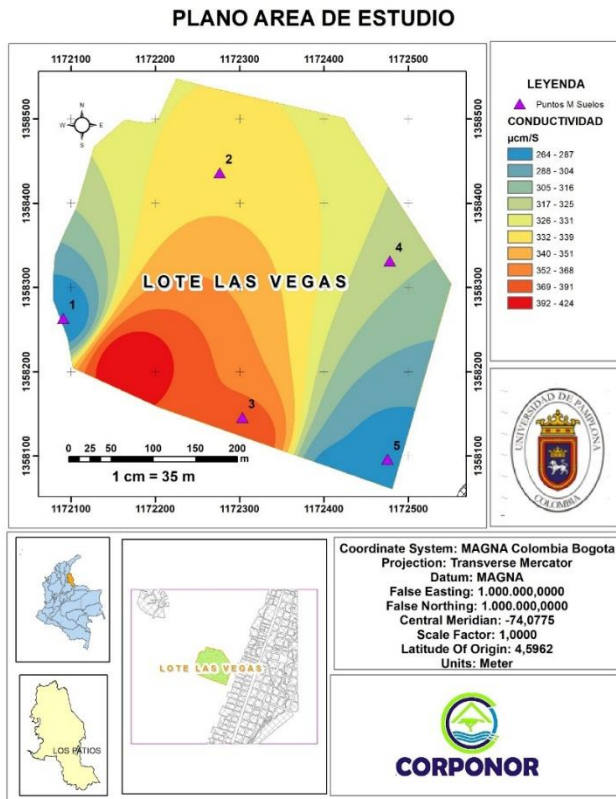 PLANO AREA DE ESTUDIO
1172100 1172200 1172300 1172400 1172500
1358500
1358400
1358300
1358200
1358100
1358500
1358400
1358300
1358200
1358100
N
W E
S
2
4
LOTE LAS VEGAS
1
3
5
0 25 50 100 150 200
m
1 cm = 35 m
1172100 1172200 1172300 1172400 1172500
LEYENDA
Puntos M Suelos
CONDUCTIVIDAD
µcm/S
264 - 287
288 - 304
305 - 316
317 - 325
326 - 331
332 - 339
340 - 351
352 - 368
369 - 391
392 - 424
UNIVERSIDAD DE PAMPLONA
COLOMBIA
LOS PATIOS
LOTE LAS VEGAS
Coordinate System: MAGNA Colombia Bogota
Projection: Transverse Mercator
Datum: MAGNA
False Easting: 1.000.000,0000
False Northing: 1.000.000,0000
Central Meridian: -74,0775
Scale Factor: 1,0000
Latitude Of Origin: 4,5962
Units: Meter
CORPONOR